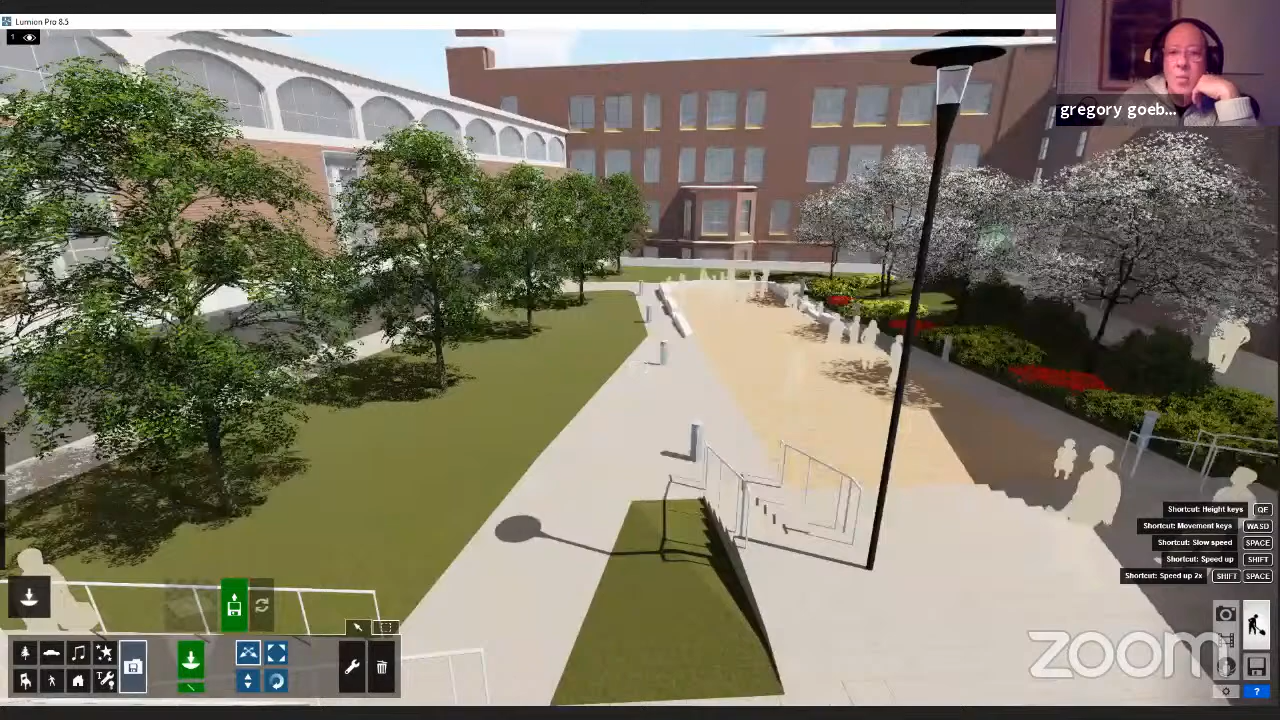 Lumion Pro 8.5
1
gregory goeb...
Shortcut: Height keys QE
Shortcut: Movement keys WASD
Shortcut: Slow speed SPACE
Shortcut: Speed up SHIFT
Shortcut: Speed up 2x SHIFT SPACE
zoom
?